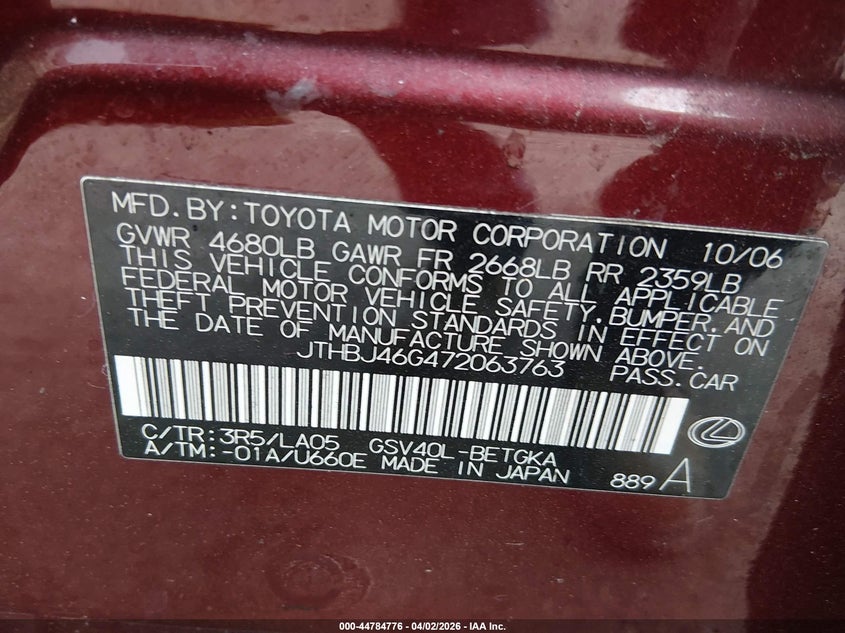 MFD.BY:TOYOTA MOTOR CORPORATION 10/06
GVWR 4680LB GAWR FR 2668LB RR 2359LB
THIS VEHICLE CONFORMS TO ALL APPLICABLE
FEDERAL MOTOR VEHICLE SAFETY,BUMPER,AND
THEFT PREVENTION STANDARDS IN EFFECT ON
THE DATE OF MANUFACTURE SHOWN ABOVE.
JTHBJ46G472063763 PASS.CAR
C/TR:3R5/LA05 GSV40L-BETGKA
A/TM:-01A/U660E MADE IN JAPAN 889 A
000-44784776 - 04/02/2026 - IAA Inc.